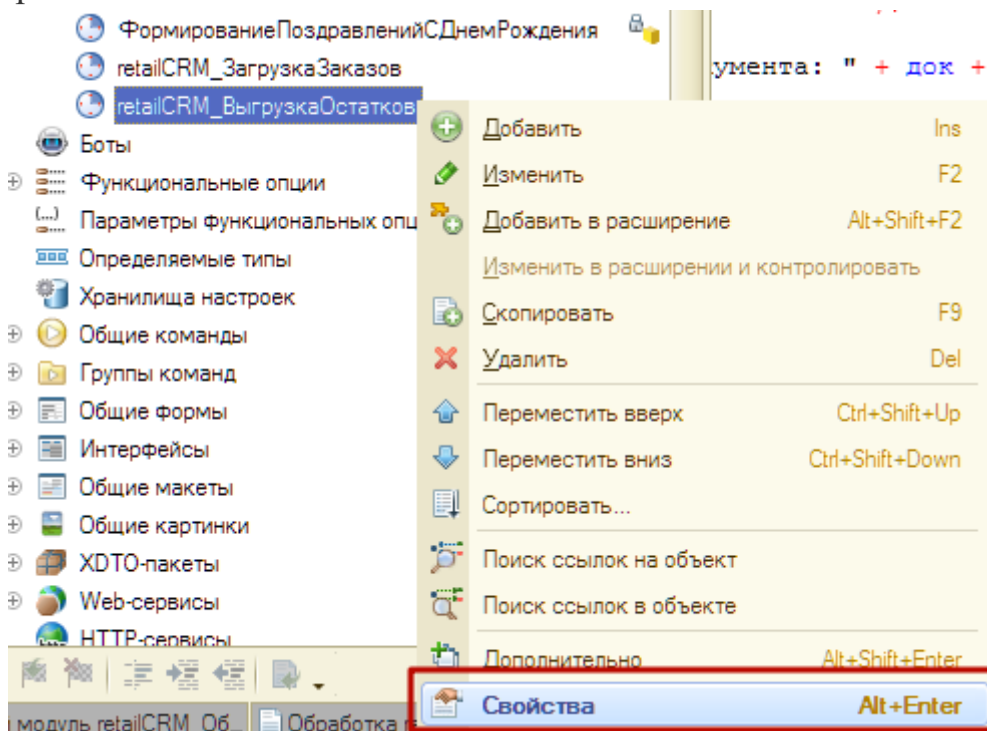 ФормированиеПоздравленийСДнемРождения
retailCRM_ЗагрузкаЗаказов
умента: " + док +
retailCRM_ВыгрузкаОстатков
Боты
Функциональные опции
Параметры функциональных опц
Определяемые типы
Хранилища настроек
Общие команды
Группы команд
Общие формы
Интерфейсы
Общие макеты
Общие картинки
XDTO-пакеты
Web-сервисы
HTTP-сервисы
Добавить Ins
Изменить F2
Добавить в расширение Alt+Shift+F2
Изменить в расширении и контролировать
Скопировать F9
Удалить Del
Переместить вверх Ctrl+Shift+Up
Переместить вниз Ctrl+Shift+Down
Сортировать...
Поиск ссылок на объект
Поиск ссылок в объекте
Дополнительно Alt+Shift+Enter
Свойства Alt+Enter
модуль retailCRM_Об... Обработка